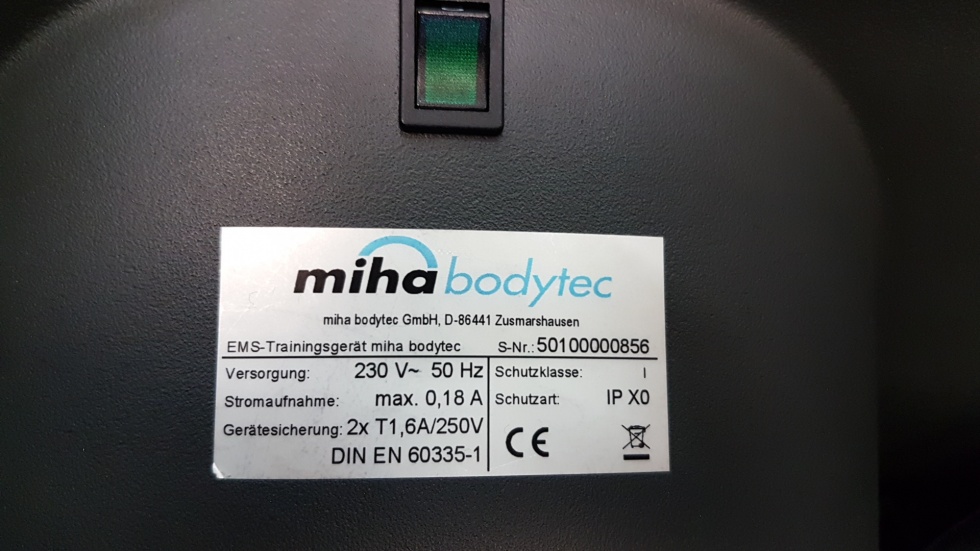 miha bodytec
miha bodytec GmbH, D-86441 Zusmarshausen
EMS-Trainingsgerät miha bodytec S-Nr.: 50100000856
Versorgung: 230 V~ 50 Hz
Stromaufnahme: max. 0,18 A
Gerätesicherung: 2x T1,6A/250V
DIN EN 60335-1
Schutzklasse: I
Schutzart: IP X0
CE